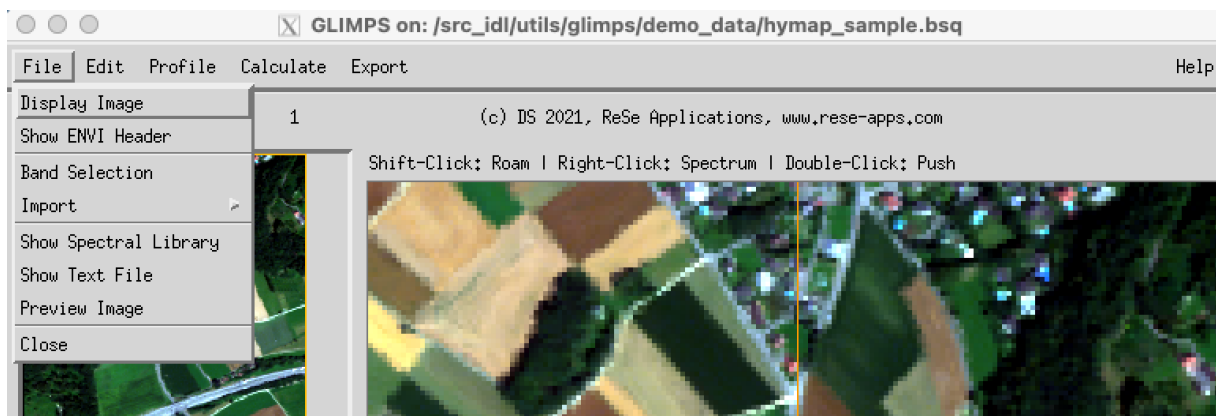 GLIMPS on: /src_idl/utils/glimps/demo_data/hymap_sample.bsq
File Edit Profile Calculate Export Help
Display Image
1 (c) DS 2021, ReSe Applications, www.rese-apps.com
Show ENVI Header
Shift-Click: Roam | Right-Click: Spectrum | Double-Click: Push
Band Selection
Import
Show Spectral Library
Show Text File
Preview Image
Close